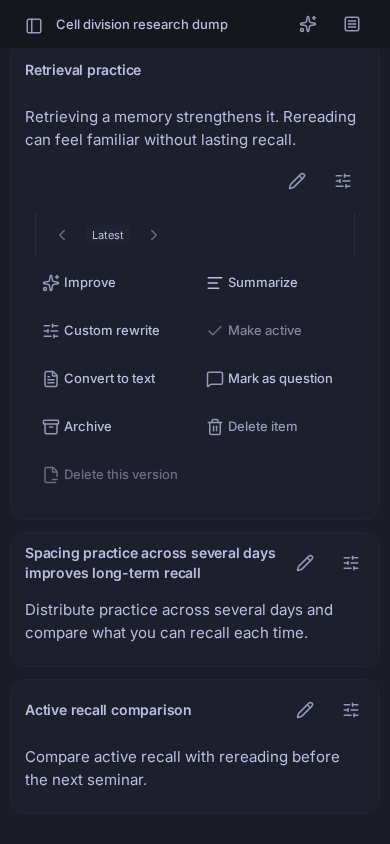 Cell division research dump
Retrieval practice
Retrieving a memory strengthens it. Rereading
can feel familiar without lasting recall.
Latest
Improve
Summarize
Custom rewrite
Make active
Convert to text
Mark as question
Archive
Delete item
Delete this version
Spacing practice across several days
improves long-term recall
Distribute practice across several days and
compare what you can recall each time.
Active recall comparison
Compare active recall with rereading before
the next seminar.